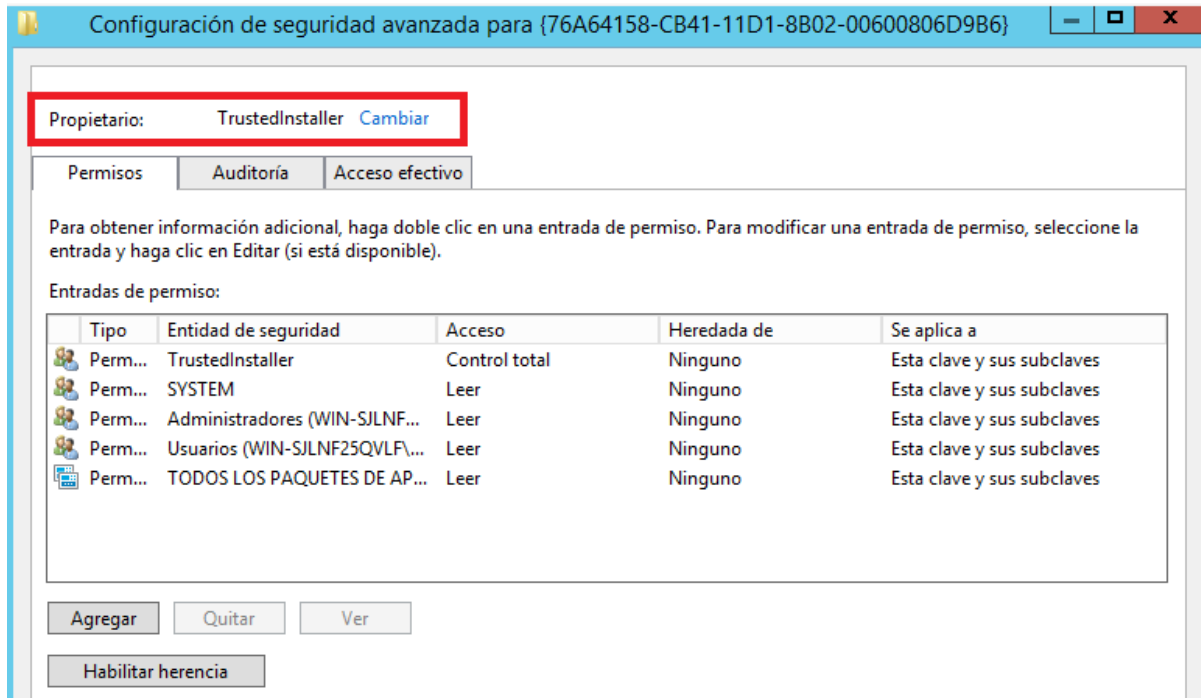 Configuración de seguridad avanzada para {76A64158-CB41-11D1-8B02-00600806D9B6}
Propietario: TrustedInstaller Cambiar
Permisos Auditoría Acceso efectivo
Para obtener información adicional, haga doble clic en una entrada de permiso. Para modificar una entrada de permiso, seleccione la
entrada y haga clic en Editar (si está disponible).
Entradas de permiso:
Tipo Entidad de seguridad Acceso Heredada de Se aplica a
Perm... TrustedInstaller Control total Ninguno Esta clave y sus subclaves
Perm... SYSTEM Leer Ninguno Esta clave y sus subclaves
Perm... Administradores (WIN-SJLNF... Leer Ninguno Esta clave y sus subclaves
Perm... Usuarios (WIN-SJLNF25QVLF\... Leer Ninguno Esta clave y sus subclaves
Perm... TODOS LOS PAQUETES DE AP... Leer Ninguno Esta clave y sus subclaves
Agregar Quitar Ver
Habilitar herencia